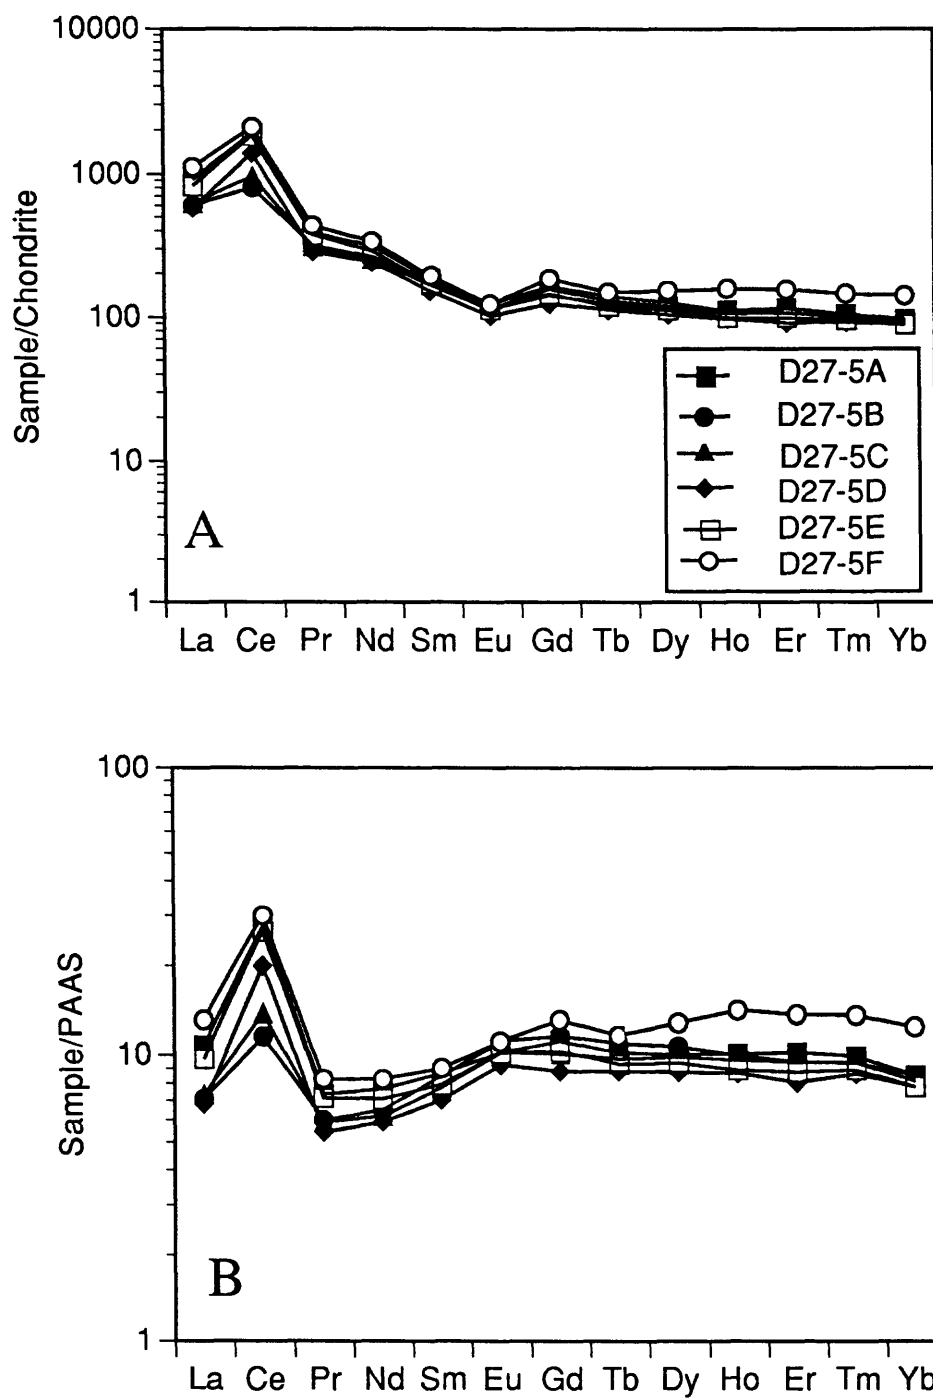 10000
1000
100
10
1
Sample/Chondrite
A
D27-5A
D27-5B
D27-5C
D27-5D
D27-5E
D27-5F
La Ce Pr Nd Sm Eu Gd Tb Dy Ho Er Tm Yb
100
10
1
Sample/PAAS
B
La Ce Pr Nd Sm Eu Gd Tb Dy Ho Er Tm Yb